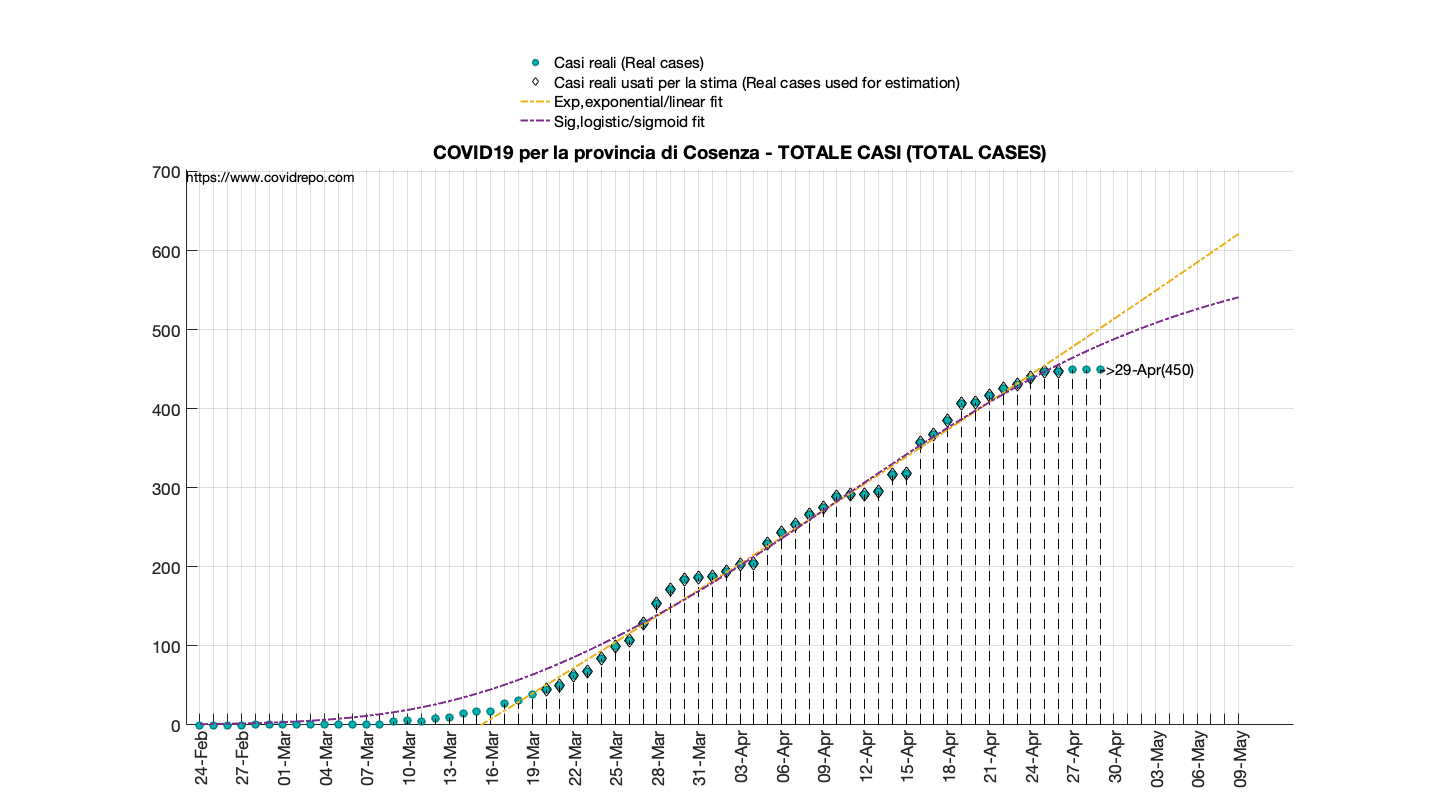 Casi reali (Real cases)
Casi reali usati per la stima (Real cases used for estimation)
Exp,exponential/linear fit
Sig,logistic/sigmoid fit
COVID19 per la provincia di Cosenza - TOTALE CASI (TOTAL CASES)
https://www.covidrepo.com
700
600
500
400
300
200
100
0
->29-Apr(450)
24-Feb
27-Feb
01-Mar
04-Mar
07-Mar
10-Mar
13-Mar
16-Mar
19-Mar
22-Mar
25-Mar
28-Mar
31-Mar
03-Apr
06-Apr
09-Apr
12-Apr
15-Apr
18-Apr
21-Apr
24-Apr
27-Apr
30-Apr
03-May
06-May
09-May